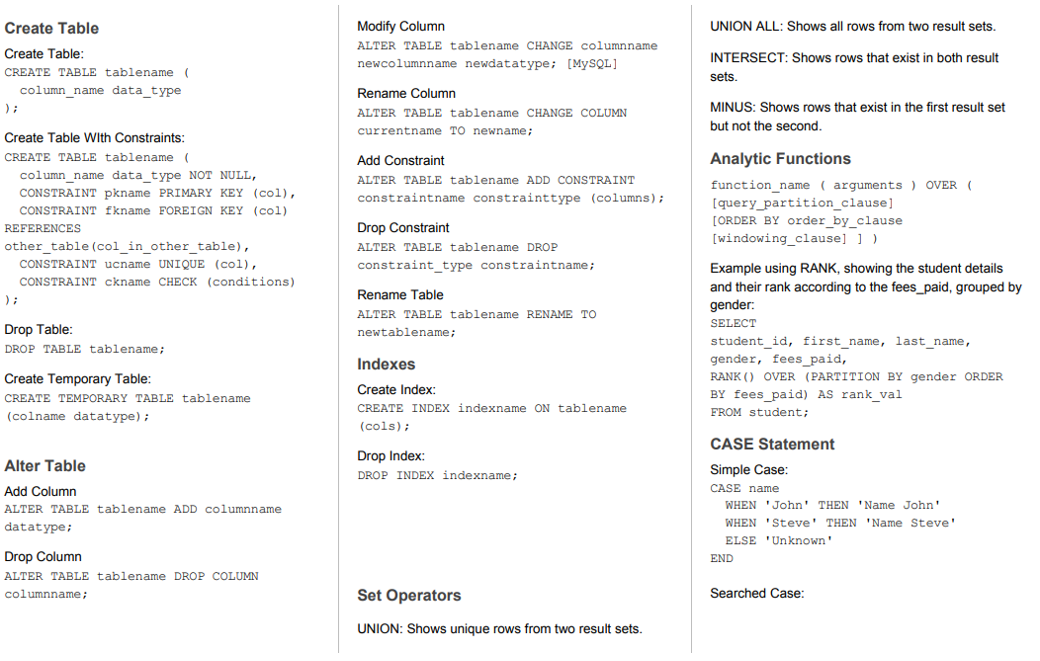 Create Table
Create Table:
CREATE TABLE tablename (
column_name data_type
);
Create Table WIth Constraints:
CREATE TABLE tablename (
column_name data_type NOT NULL,
CONSTRAINT pkname PRIMARY KEY (col),
CONSTRAINT fkname FOREIGN KEY (col)
REFERENCES
other_table(col_in_other_table),
CONSTRAINT ucname UNIQUE (col),
CONSTRAINT ckname CHECK (conditions)
);
Drop Table:
DROP TABLE tablename;
Create Temporary Table:
CREATE TEMPORARY TABLE tablename
(colname datatype);
Alter Table
Add Column
ALTER TABLE tablename ADD columnname
datatype;
Drop Column
ALTER TABLE tablename DROP COLUMN
columnname;
Modify Column
ALTER TABLE tablename CHANGE columnname
newcolumnname newdatatype; [MySQL]
Rename Column
ALTER TABLE tablename CHANGE COLUMN
currentname TO newname;
Add Constraint
ALTER TABLE tablename ADD CONSTRAINT
constraintname constrainttype (columns);
Drop Constraint
ALTER TABLE tablename DROP
constraint_type constraintname;
Rename Table
ALTER TABLE tablename RENAME TO
newtablename;
Indexes
Create Index:
CREATE INDEX indexname ON tablename
(cols);
Drop Index:
DROP INDEX indexname;
Set Operators
UNION: Shows unique rows from two result sets.
UNION ALL: Shows all rows from two result sets.
INTERSECT: Shows rows that exist in both result
sets.
MINUS: Shows rows that exist in the first result set
but not the second.
Analytic Functions
function_name ( arguments ) OVER (
[query_partition_clause]
[ORDER BY order_by_clause
[windowing_clause] ] )
Example using RANK, showing the student details
and their rank according to the fees_paid, grouped by
gender:
SELECT
student_id, first_name, last_name,
gender, fees_paid,
RANK() OVER (PARTITION BY gender ORDER
BY fees_paid) AS rank_val
FROM student;
CASE Statement
Simple Case:
CASE name
WHEN 'John' THEN 'Name John'
WHEN 'Steve' THEN 'Name Steve'
ELSE 'Unknown'
END
Searched Case: